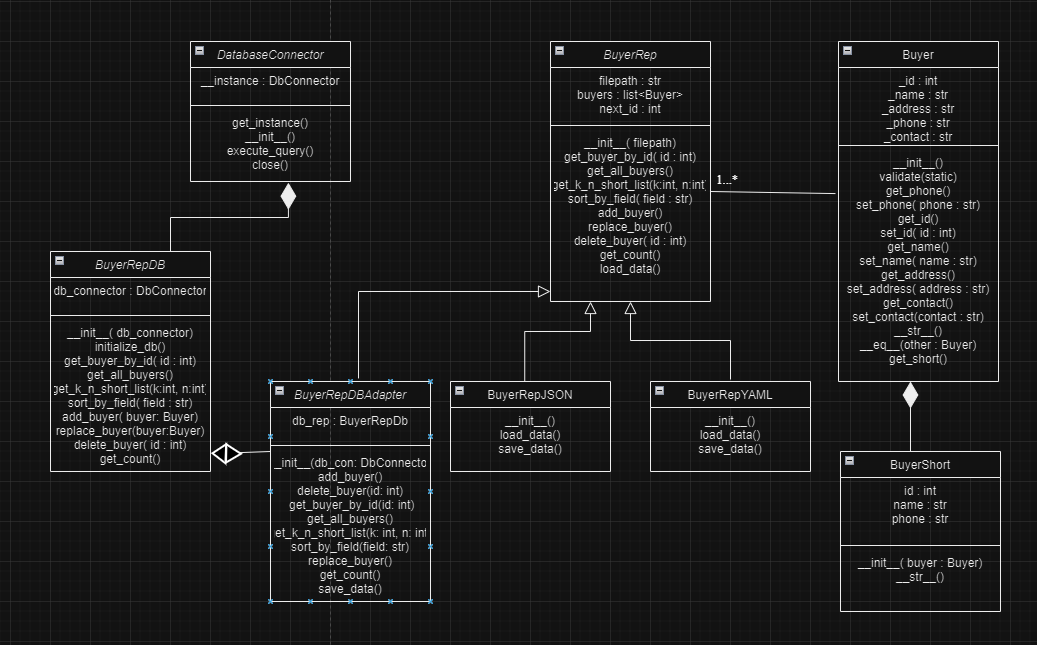 DatabaseConnector
__instance : DbConnector
get_instance()
__init__()
execute_query()
close()
BuyerRep
filepath : str
buyers : list<Buyer>
next_id : int
__init__( filepath)
get_buyer_by_id( id : int)
get_all_buyers()
get_k_n_short_list(k:int, n:int)
sort_by_field( field : str)
add_buyer()
replace_buyer()
delete_buyer( id : int)
get_count()
load_data()
1...*
Buyer
_id : int
_name : str
_address : str
_phone : str
_contact : str
__init__()
validate(static)
get_phone()
set_phone( phone : str)
get_id()
set_id( id : int)
get_name()
set_name( name : str)
get_address()
set_address( address : str)
get_contact()
set_contact(contact : str)
__str__()
__eq__(other : Buyer)
get_short()
BuyerRepDB
db_connector : DbConnector
__init__( db_connector)
initialize_db()
get_buyer_by_id( id : int)
get_all_buyers()
get_k_n_short_list(k:int, n:int)
sort_by_field( field : str)
add_buyer( buyer: Buyer)
replace_buyer(buyer:Buyer)
delete_buyer( id : int)
get_count()
BuyerRepDBAdapter
db_rep : BuyerRepDb
_init__(db_con: DbConnecto
add_buyer()
delete_buyer(id: int)
get_buyer_by_id(id: int)
get_all_buyers()
et_k_n_short_list(k: int, n: int
sort_by_field(field: str)
replace_buyer()
get_count()
save_data()
BuyerRepJSON
__init__()
load_data()
save_data()
BuyerRepYAML
__init__()
load_data()
save_data()
BuyerShort
id : int
name : str
phone : str
__init__( buyer : Buyer)
__str__()